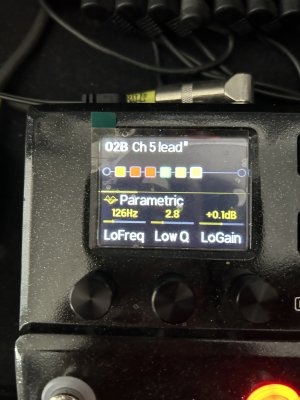 02B Ch 5 lead
Parametric
126Hz 2.8 +0.1dB
LoFreq Low Q LoGain